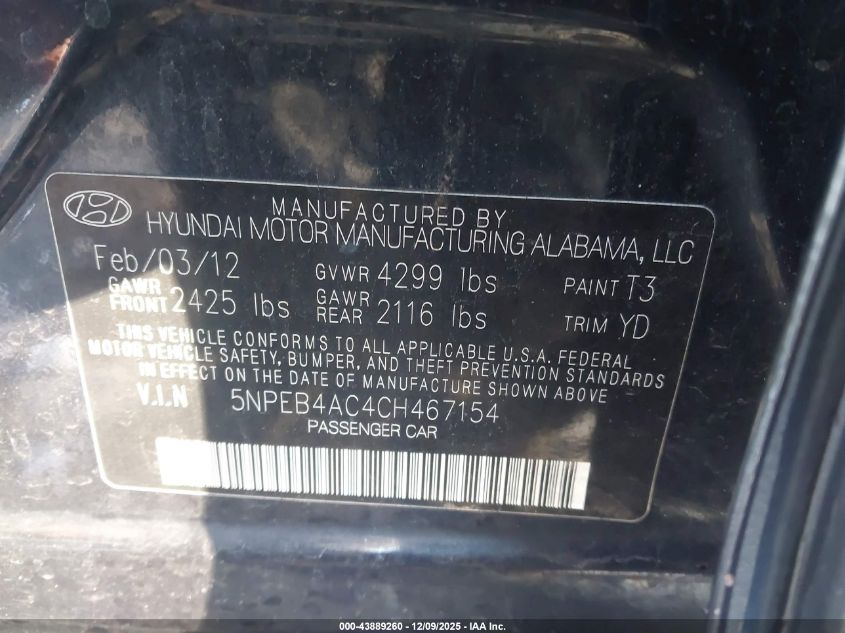 MANUFACTURED BY
HYUNDAI MOTOR MANUFACTURING ALABAMA, LLC
Feb/03/12 GVWR 4299 lbs PAINT T3
GAWR FRONT 2425 lbs GAWR REAR 2116 lbs TRIM YD
THIS VEHICLE CONFORMS TO ALL APPLICABLE U.S.A. FEDERAL
MOTOR VEHICLE SAFETY, BUMPER, AND THEFT PREVENTION STANDARDS
IN EFFECT ON THE DATE OF MANUFACTURE SHOWN ABOVE
V.I.N 5NPEB4AC4CH467154
PASSENGER CAR
000-43889260 - 12/09/2025 - IAA Inc.